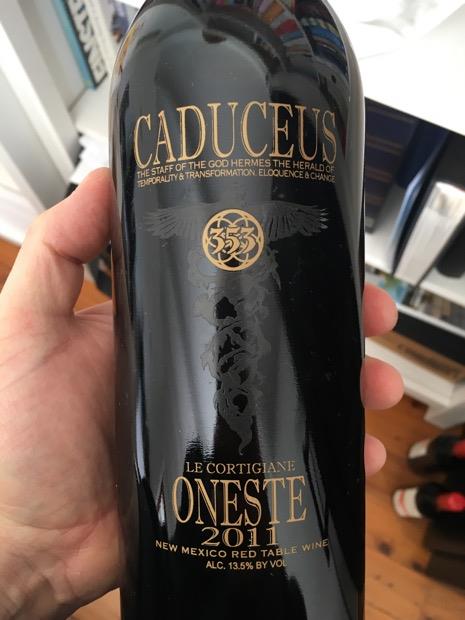 CADUCEUS
THE STAFF OF THE GOD HERMES THE HERALD OF
TEMPORALITY & TRANSFORMATION. ELOQUENCE & CHANGE
353
LE CORTIGIANE
ONESTE
2011
NEW MEXICO RED TABLE WINE
ALC. 13.5% BY VOL